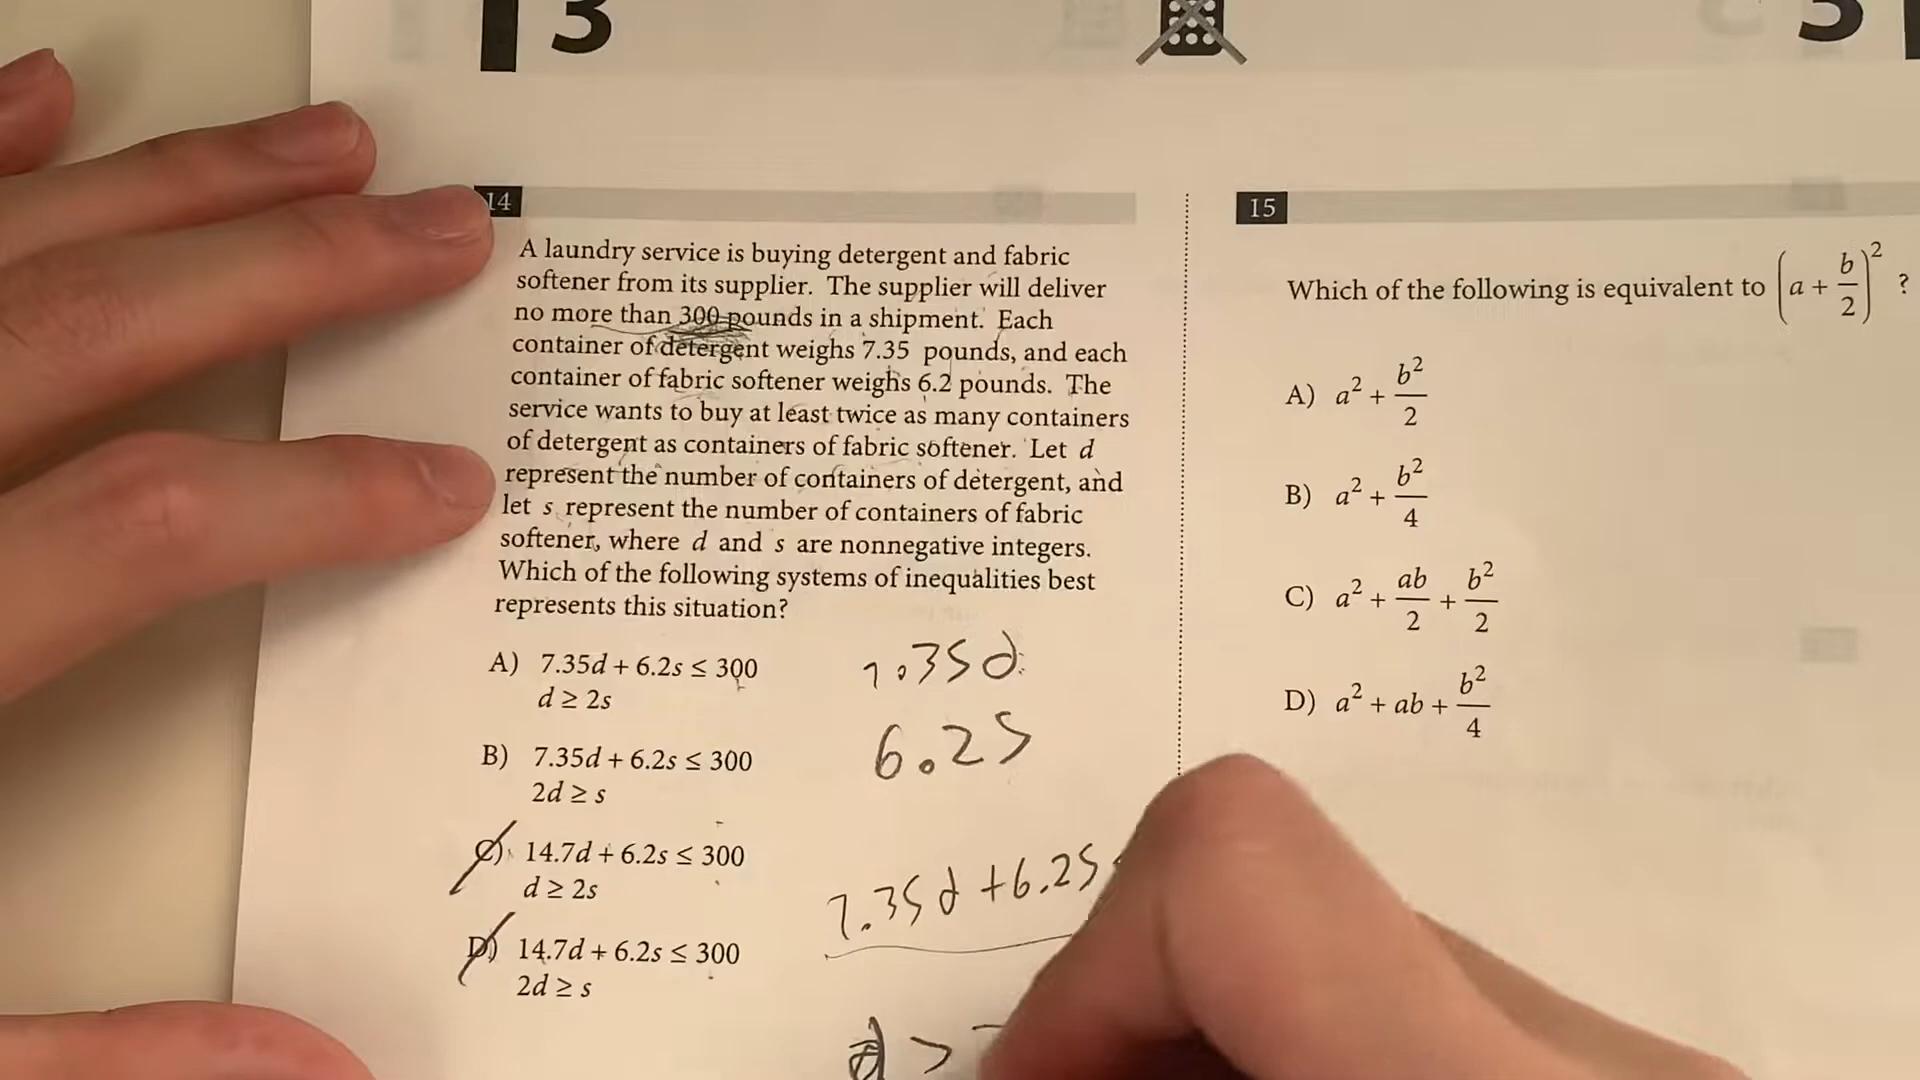 3
14
A laundry service is buying detergent and fabric
softener from its supplier. The supplier will deliver
no more than 300 pounds in a shipment. Each
container of detergent weighs 7.35 pounds, and each
container of fabric softener weighs 6.2 pounds. The
service wants to buy at least twice as many containers
of detergent as containers of fabric softener. Let d
represent the number of containers of detergent, and
let s represent the number of containers of fabric
softener, where d and s are nonnegative integers.
Which of the following systems of inequalities best
represents this situation?
A) 7.35d + 6.2s ≤ 300
d ≥ 2s
B) 7.35d + 6.2s ≤ 300
2d ≥ s
C) 14.7d + 6.2s ≤ 300
d ≥ 2s
D) 14.7d + 6.2s ≤ 300
2d ≥ s
7.35d
6.2s
7.35d + 6.2s
d >
15
Which of the following is equivalent to (a + b/2)² ?
A) a² + b²/2
B) a² + b²/4
C) a² + ab/2 + b²/2
D) a² + ab + b²/4